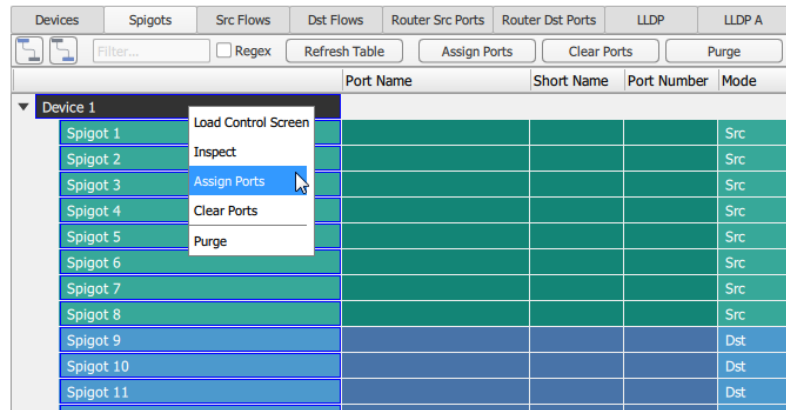 Devices Spigots Src Flows Dst Flows Router Src Ports Router Dst Ports LLDP LLDP A
Filter... Regex Refresh Table Assign Ports Clear Ports Purge
Port Name Short Name Port Number Mode
Device 1
Load Control Screen
Spigot 1 Src
Spigot 2 Inspect Src
Spigot 3 Assign Ports Src
Spigot 4 Clear Ports Src
Spigot 5 Purge Src
Spigot 6 Src
Spigot 7 Src
Spigot 8 Src
Spigot 9 Dst
Spigot 10 Dst
Spigot 11 Dst